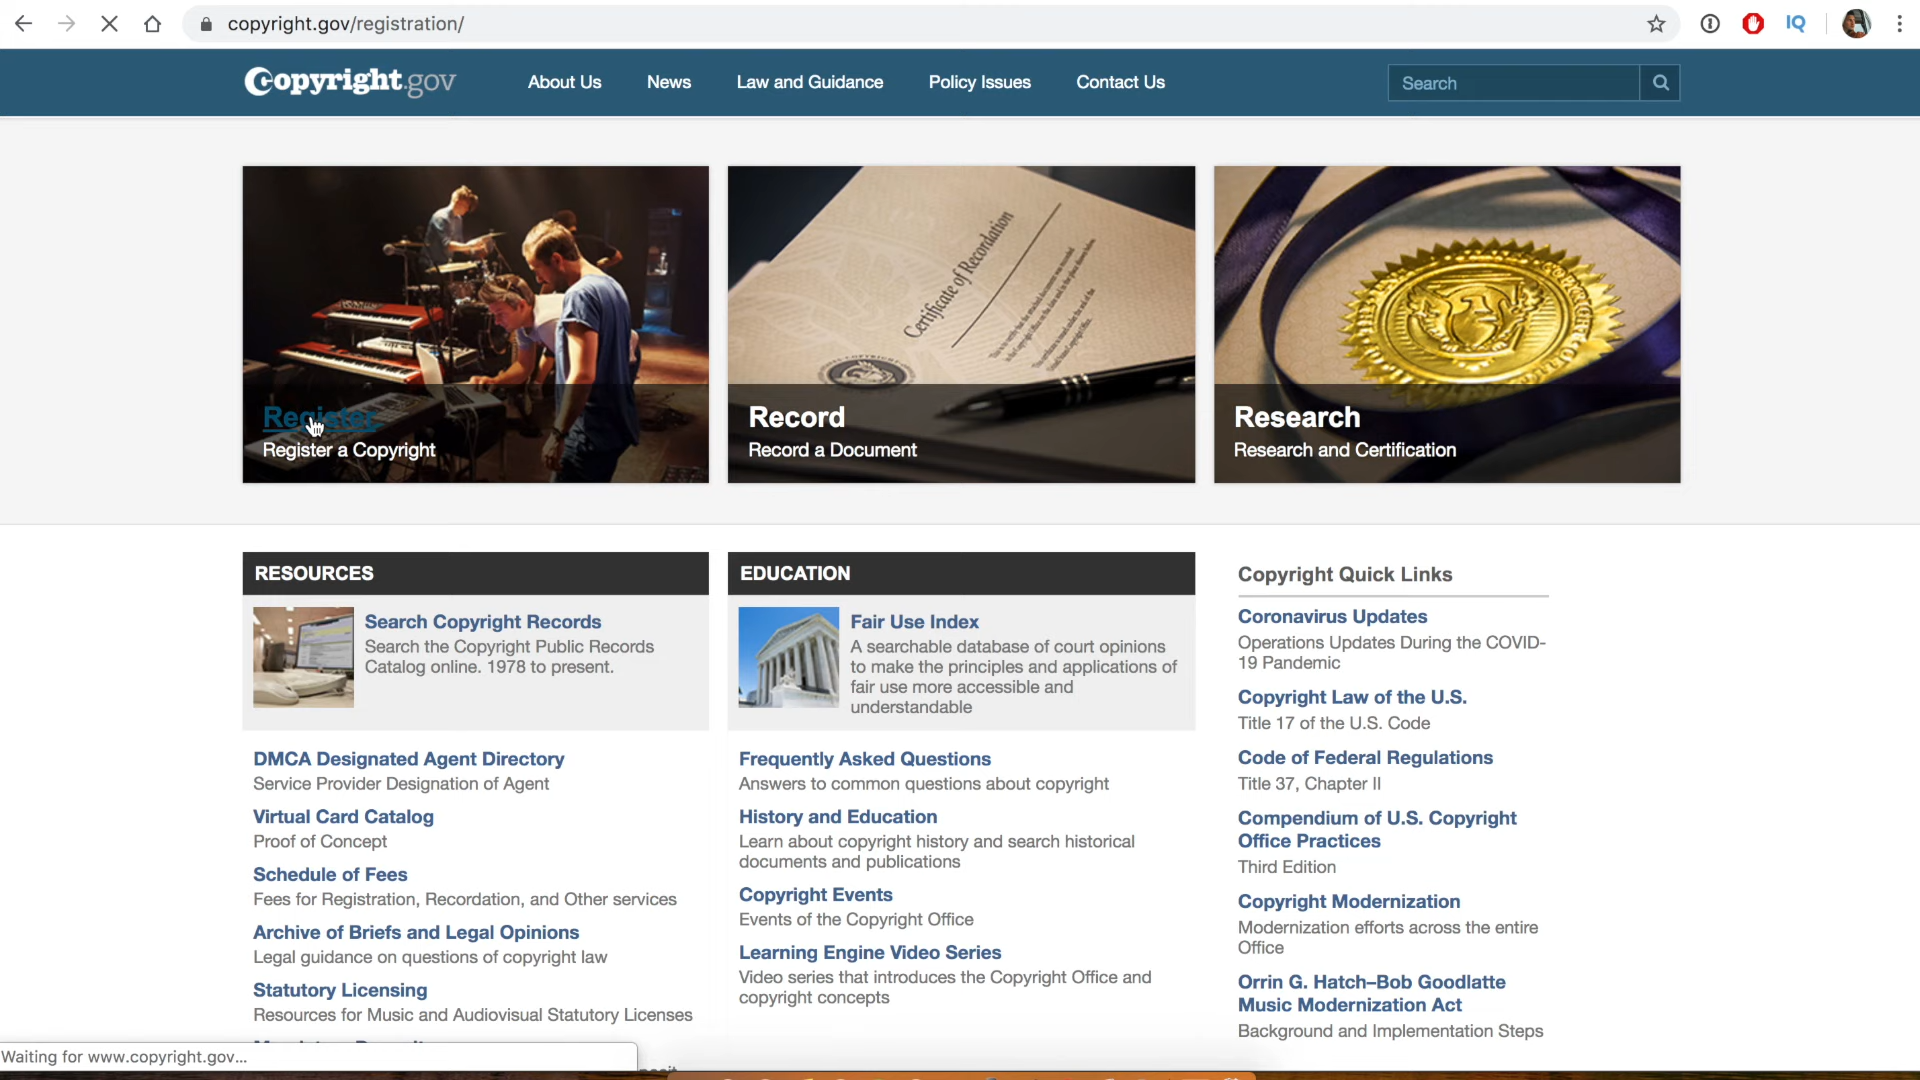 copyright.gov/registration/
IQ
Copyright.gov
About Us
News
Law and Guidance
Policy Issues
Contact Us
Search
Certificate of Recordation
Register
Register a Copyright
Record
Record a Document
Research
Research and Certification
RESOURCES
Search Copyright Records
Search the Copyright Public Records
Catalog online. 1978 to present.
DMCA Designated Agent Directory
Service Provider Designation of Agent
Virtual Card Catalog
Proof of Concept
Schedule of Fees
Fees for Registration, Recordation, and Other services
Archive of Briefs and Legal Opinions
Legal guidance on questions of copyright law
Statutory Licensing
Resources for Music and Audiovisual Statutory Licenses
EDUCATION
Fair Use Index
A searchable database of court opinions
to make the principles and applications of
fair use more accessible and
understandable
Frequently Asked Questions
Answers to common questions about copyright
History and Education
Learn about copyright history and search historical
documents and publications
Copyright Events
Events of the Copyright Office
Learning Engine Video Series
Video series that introduces the Copyright Office and
copyright concepts
Copyright Quick Links
Coronavirus Updates
Operations Updates During the COVID-
19 Pandemic
Copyright Law of the U.S.
Title 17 of the U.S. Code
Code of Federal Regulations
Title 37, Chapter II
Compendium of U.S. Copyright
Office Practices
Third Edition
Copyright Modernization
Modernization efforts across the entire
Office
Orrin G. Hatch–Bob Goodlatte
Music Modernization Act
Background and Implementation Steps
Waiting for www.copyright.gov...